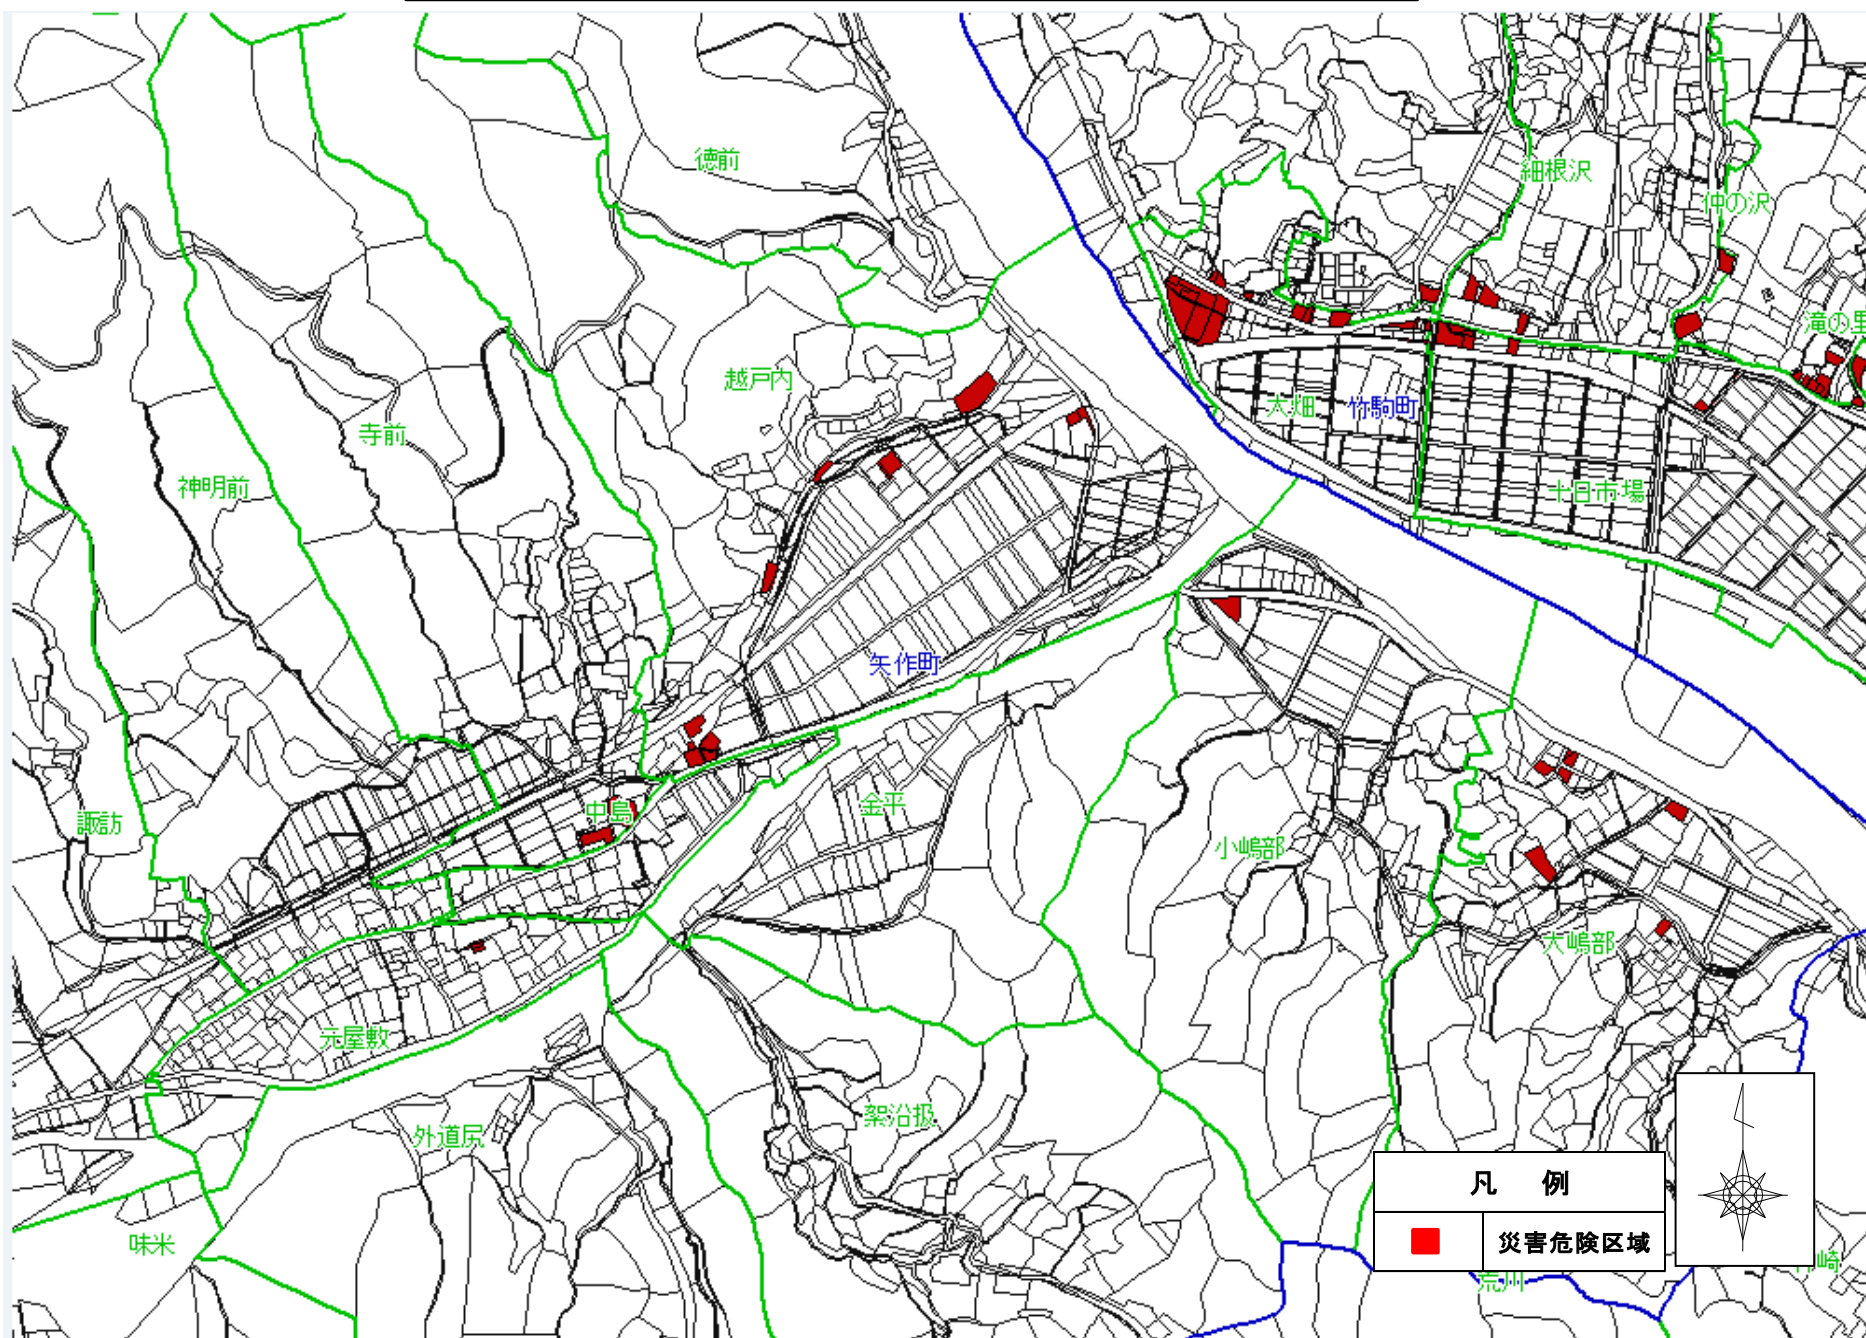 徳前
細根沢
仲の沢
滝の里
越戸内
大畑
竹駒町
寺前
神明前
十日市場
矢作町
諏訪
中島
金平
小嶋部
大嶋部
元屋敷
外道尻
味米
荒川
崎
凡 例
災害危険区域